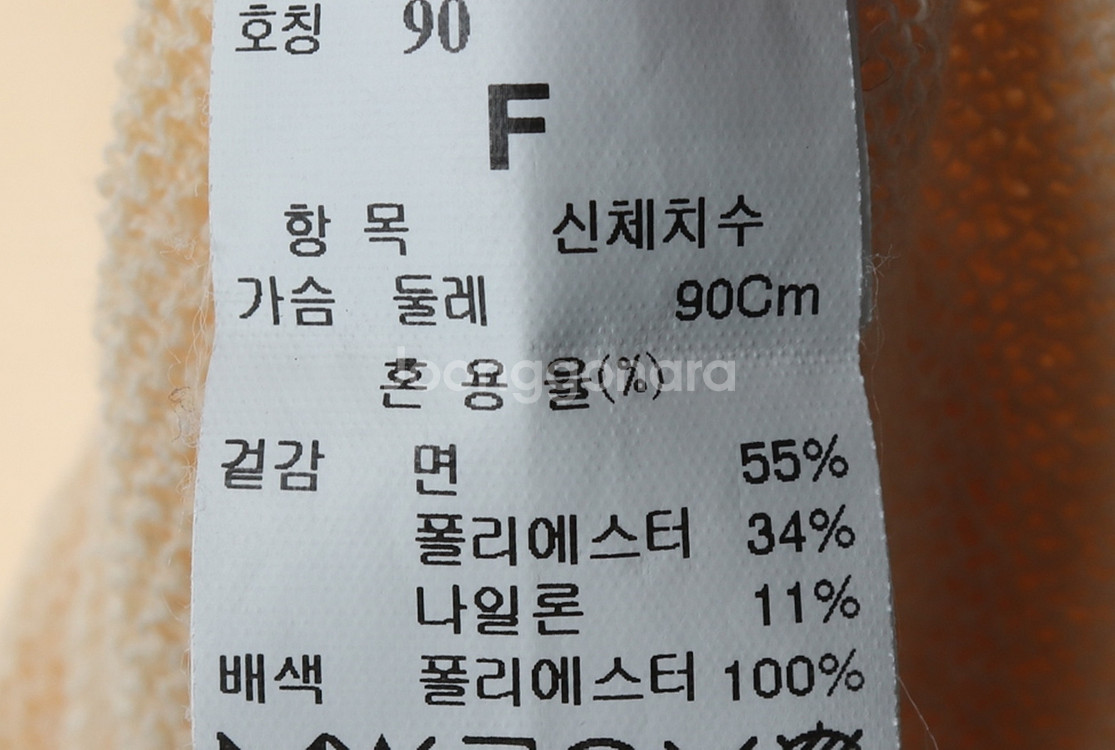 호칭 90
F
항 목 신체치수
가슴 둘레 90Cm
혼 용 율(%)
joonggonara
겉감 면 55%
폴리에스터 34%
나일론 11%
배색 폴리에스터 100%